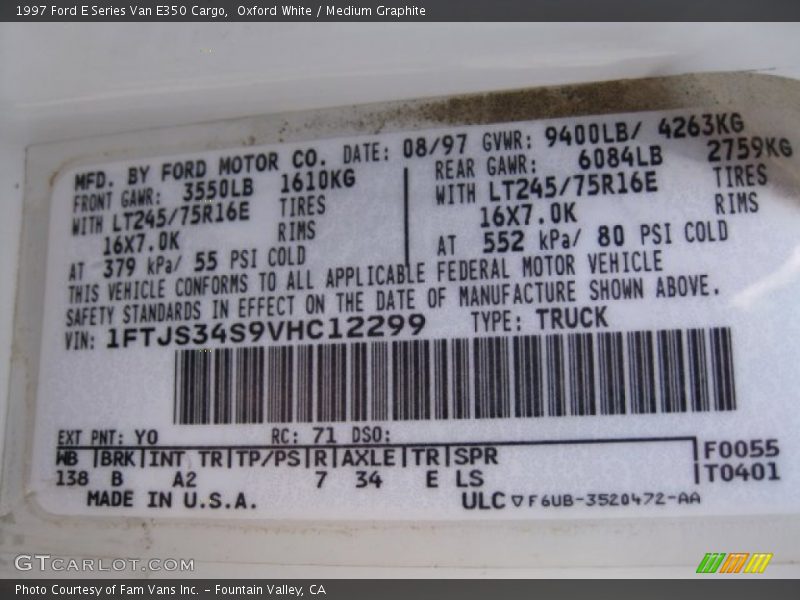 1997 Ford E Series Van E350 Cargo,  Oxford White / Medium Graphite
MFD. BY FORD MOTOR CO. DATE: 08/97 GVWR: 9400LB/ 4263KG
FRONT GAWR: 3550LB 1610KG REAR GAWR: 6084LB 2759KG
WITH LT245/75R16E TIRES WITH LT245/75R16E TIRES
16X7.0K RIMS 16X7.0K RIMS
AT 379 kPa/ 55 PSI COLD AT 552 kPa/ 80 PSI COLD
THIS VEHICLE CONFORMS TO ALL APPLICABLE FEDERAL MOTOR VEHICLE
SAFETY STANDARDS IN EFFECT ON THE DATE OF MANUFACTURE SHOWN ABOVE.
VIN: 1FTJS34S9VHC12299 TYPE: TRUCK
EXT PNT: YO RC: 71 DSO:
WB BRK INT TR TP/PS R AXLE TR SPR F0055
138 B A2 7 34 E LS T0401
MADE IN U.S.A. ULC ▽F6UB-3520472-AA
GTCarLot.com
Photo Courtesy of Fam Vans Inc. – Fountain Valley, CA